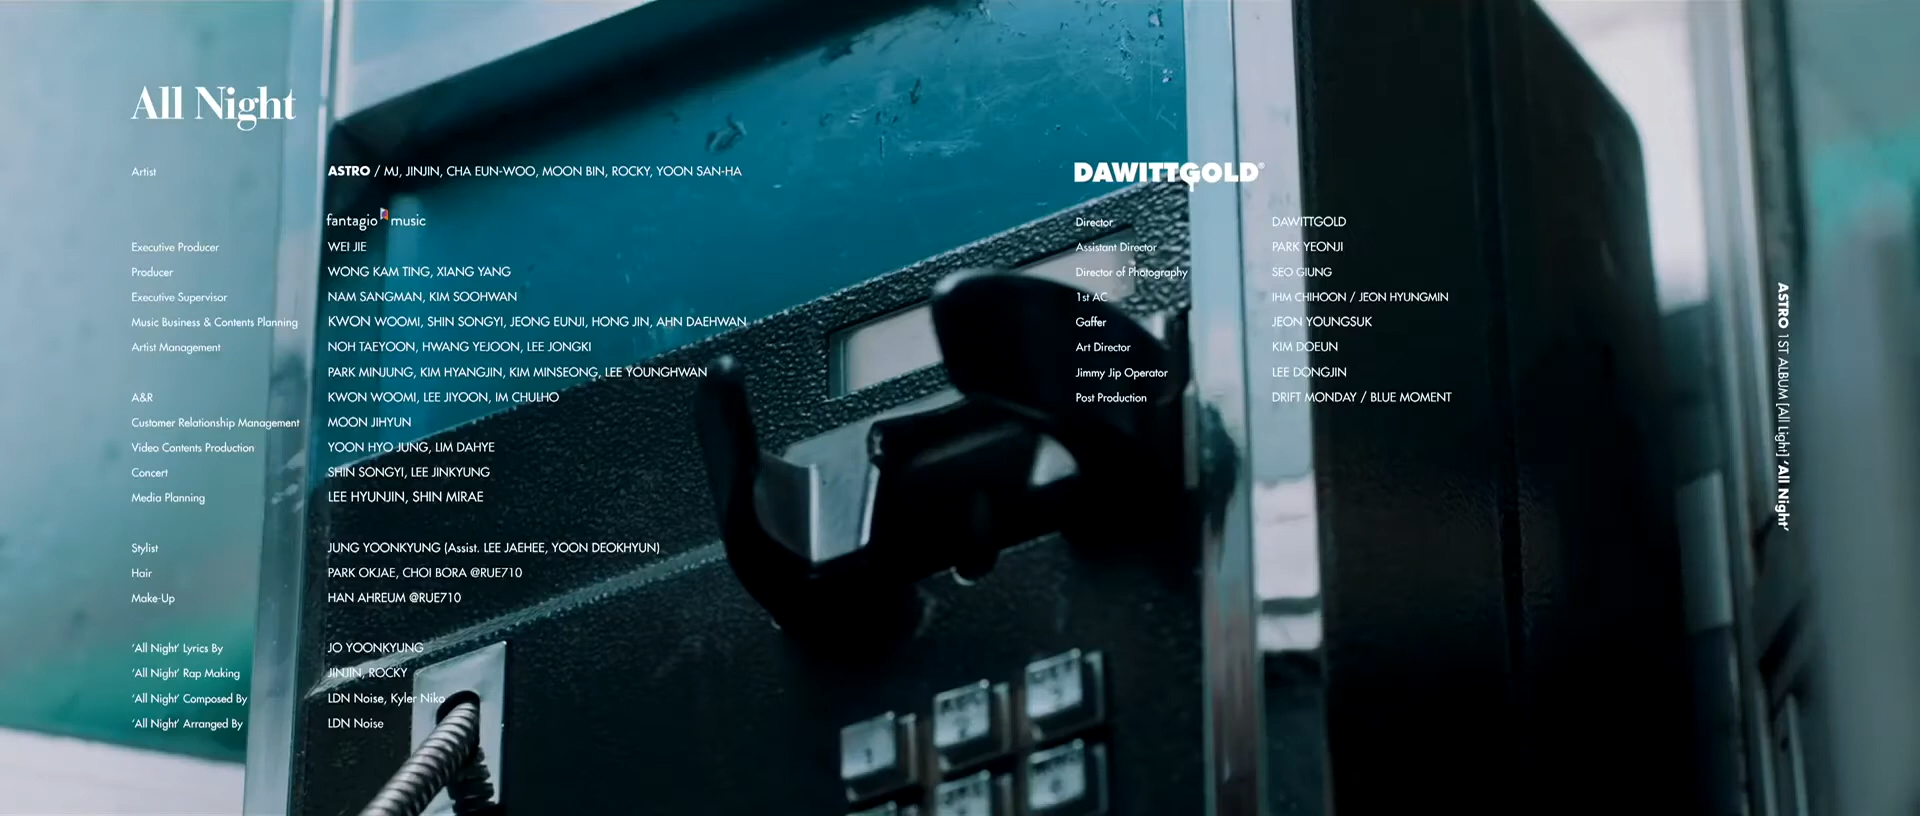 All Night
Artist ASTRO / MJ, JINJIN, CHA EUN-WOO, MOON BIN, ROCKY, YOON SAN-HA
fantagio music
Executive Producer WEI JIE
Producer WONG KAM TING, XIANG YANG
Executive Supervisor NAM SANGMAN, KIM SOOHWAN
Music Business & Contents Planning KWON WOOMI, SHIN SONGYI, JEONG EUNJI, HONG JIN, AHN DAEHWAN
Artist Management NOH TAEYOON, HWANG YEJOON, LEE JONGKI
PARK MINJUNG, KIM HYANGJIN, KIM MINSEONG, LEE YOUNGHWAN
A&R KWON WOOMI, LEE JIYOON, IM CHULHO
Customer Relationship Management MOON JIHYUN
Video Contents Production YOON HYO JUNG, LIM DAHYE
Concert SHIN SONGYI, LEE JINKYUNG
Media Planning LEE HYUNJIN, SHIN MIRAE
Stylist JUNG YOONKYUNG (Assist. LEE JAEHEE, YOON DEOKHYUN)
Hair PARK OKJAE, CHOI BORA @RUE710
Make-Up HAN AHREUM @RUE710
'All Night' Lyrics By JO YOONKYUNG
'All Night' Rap Making JINJIN, ROCKY
'All Night' Composed By LDN Noise, Kyler Niko
'All Night' Arranged By LDN Noise
DAWITTGOLD®
Director DAWITTGOLD
Assistant Director PARK YEONJI
Director of Photography SEO GIUNG
1st AC IHM CHIHOON / JEON HYUNGMIN
Gaffer JEON YOUNGSUK
Art Director KIM DOEUN
Jimmy Jip Operator LEE DONGJIN
Post Production DRIFT MONDAY / BLUE MOMENT
ASTRO 1ST ALBUM [All Light] 'All Night'